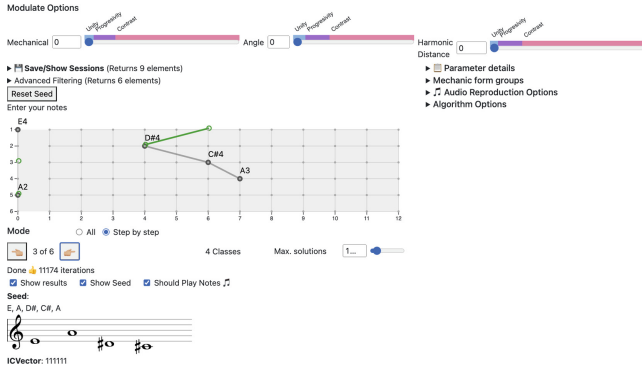 Modulate Options
Unity Progresivity Contrast
Unity Progresivity Contrast
Unity Progresivity Contrast
Mechanical 0
Angle 0
Harmonic Distance 0
▸ 💾 Save/Show Sessions (Returns 9 elements)
▸ Advanced Filtering (Returns 6 elements)
Reset Seed
Enter your notes
▸ 📋 Parameter details
▸ Mechanic form groups
▸ 🎵 Audio Reproduction Options
▸ Algorithm Options
E4
1
D#4
2
C#4
3
A3
4
A2
5
6
0 1 2 3 4 5 6 7 8 9 10 11 12
Mode All Step by step
3 of 6 4 Classes Max. solutions 1...
Done 👍 11174 iterations
Show results Show Seed Should Play Notes 🎵
Seed:
E, A, D#, C#, A
ICVector: 111111